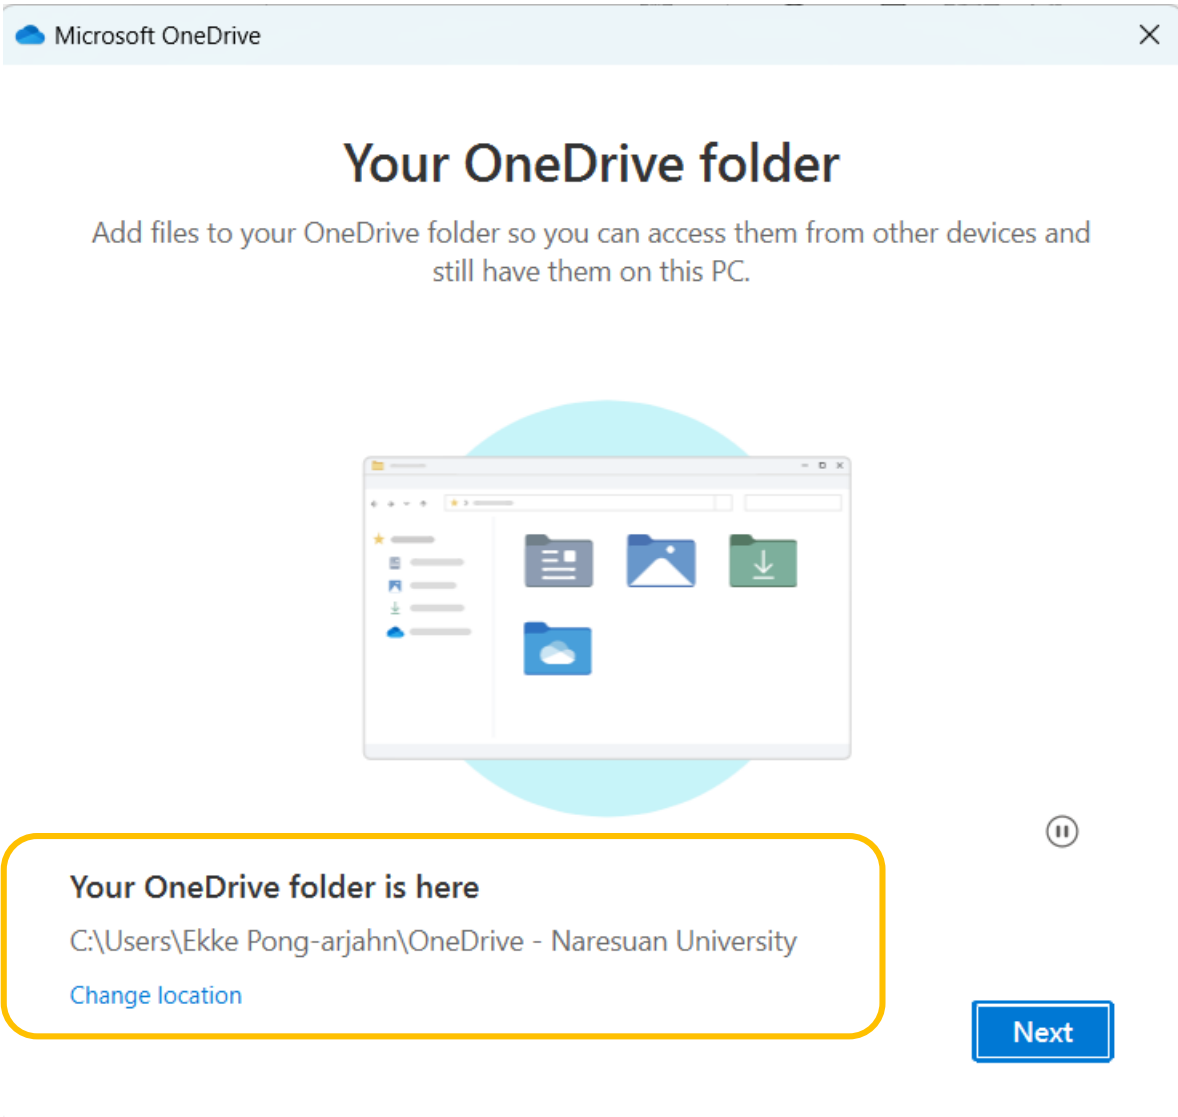 Microsoft OneDrive
Your OneDrive folder
Add files to your OneDrive folder so you can access them from other devices and
still have them on this PC.
Your OneDrive folder is here
C:\Users\Ekke Pong-arjahn\OneDrive - Naresuan University
Change location
Next